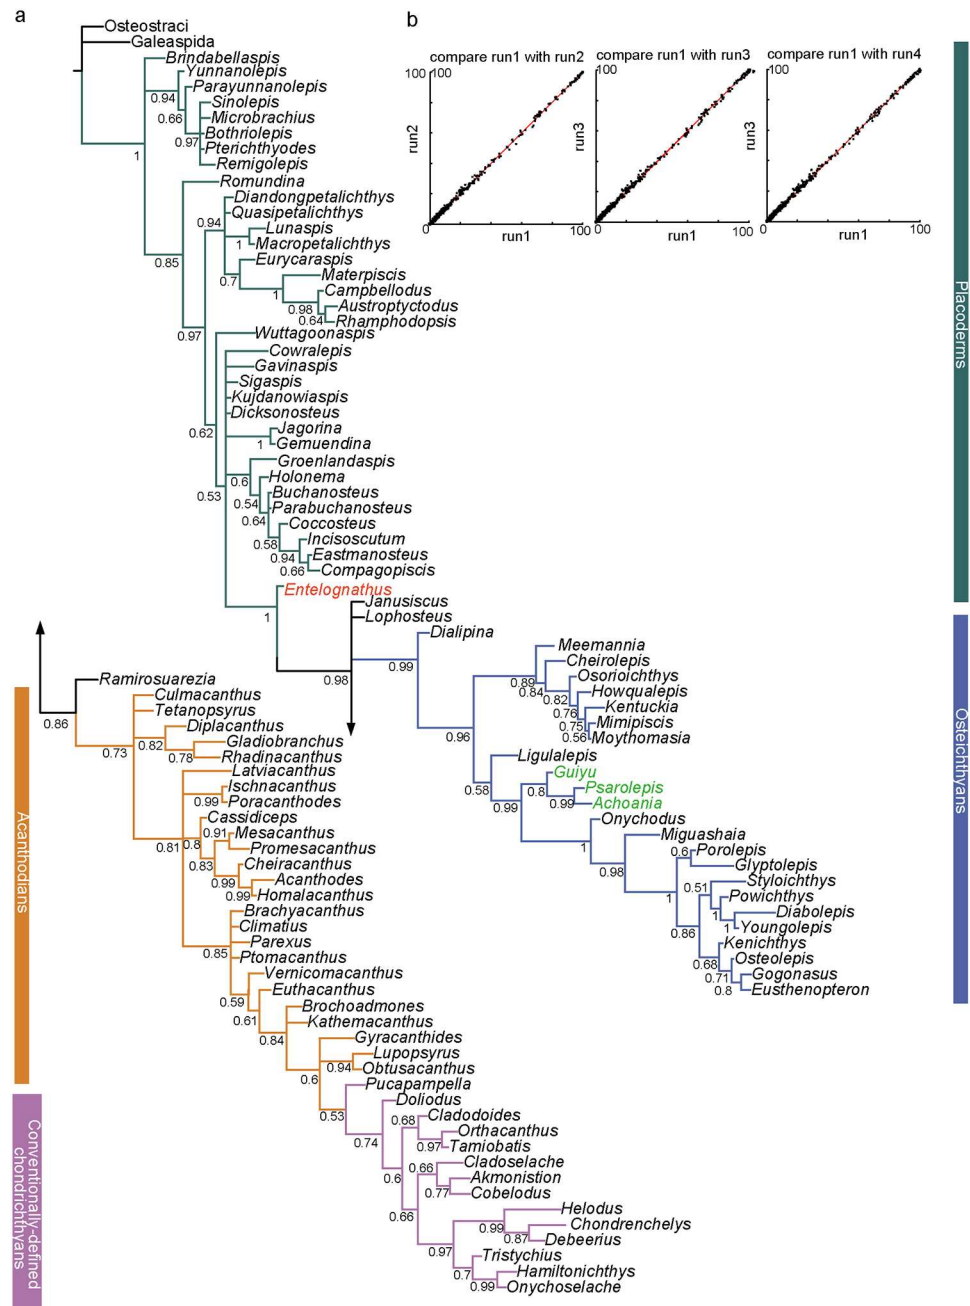 a
Osteostraci
Galeaspida
Brindabellaspis
Yunnanolepis
Parayunnanolepis
0.94
Sinolepis
0.66
Microbrachius
Bothriolepis
0.97
Pterichthyodes
1
Remigolepis
Romundina
Diandongpetalichthys
Quasipetalichthys
0.94
Lunaspis
1
Macropetalichthys
0.85
Eurycaraspis
0.7
Materpiscis
1
Campbellodus
0.98
Austroptyctodus
0.64
Rhamphodopsis
0.97
Wuttagoonaspis
Cowralepis
Gavinaspis
Sigaspis
Kujdanowiaspis
Dicksonosteus
0.62
Jagorina
1
Gemuendina
Groenlandaspis
0.6
Holonema
0.53
Buchanosteus
0.54
Parabuchanosteus
0.64
Coccosteus
0.58
Incisoscutum
0.94
Eastmanosteus
0.66
Compagopiscis
Entelognathus
1
Janusiscus
Lophosteus
0.98
b
compare run1 with run2
100
100
run2
0
run1
100
compare run1 with run3
100
run3
0
run1
100
compare run1 with run4
100
run3
0
run1
100
Placoderms
Dialipina
0.99
Meemannia
Cheirolepis
0.89
Osorioichthys
0.84
Howqualepis
0.82
Kentuckia
0.76
Mimipiscis
0.75
Moythomasia
0.56
0.96
Ligulalepis
0.58
Guiyu
0.8
Psarolepis
0.99
Achoania
0.99
Onychodus
1
Miguashaia
0.98
Porolepis
0.6
Glyptolepis
1
Styloichthys
0.51
Powichthys
1
Diabolepis
1
Youngolepis
0.86
Kenichthys
0.68
Osteolepis
0.71
Gogonasus
0.8
Eusthenopteron
Osteichthyans
Ramirosuarezia
0.86
Culmacanthus
Tetanopsyrus
0.73
Diplacanthus
0.82
Gladiobranchus
0.78
Rhadinacanthus
Latviacanthus
Ischnacanthus
0.99
Poracanthodes
Cassidiceps
0.81
0.8
0.91
Mesacanthus
Promesacanthus
0.83
Cheiracanthus
0.99
Acanthodes
0.99
Homalacanthus
Brachyacanthus
Climatius
Parexus
0.85
Ptomacanthus
Vernicomacanthus
0.59
Euthacanthus
0.61
Brochoadmones
Kathemacanthus
0.84
Gyracanthides
Lupopsyrus
0.94
Obtusacanthus
0.6
Acanthodians
Pucapampella
0.53
Doliodus
0.74
Cladodoides
0.68
Orthacanthus
0.97
Tamiobatis
0.6
Cladoselache
0.66
Akmonistion
0.77
Cobelodus
0.66
Helodus
0.99
Chondrenchelys
0.87
Debeerius
0.97
Tristychius
0.7
Hamiltonichthys
0.99
Onychoselache
Conventionally-defined
chondrichthyans